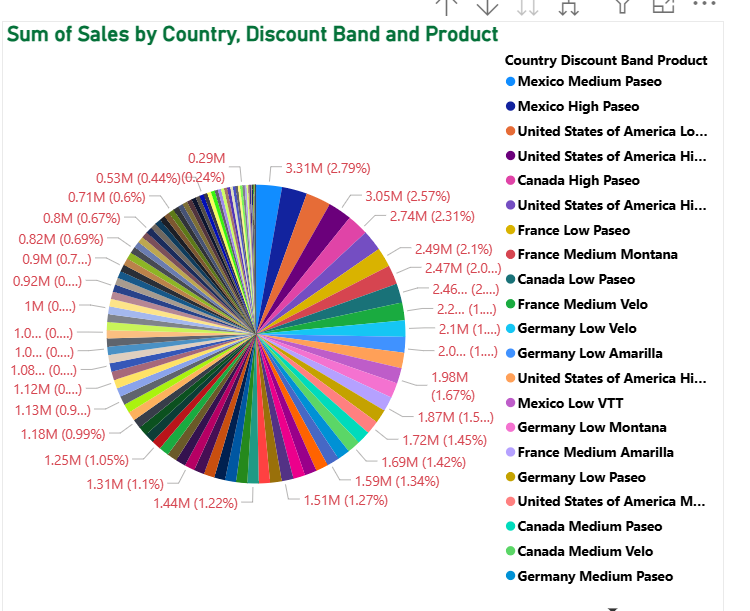 Sum of Sales by Country, Discount Band and Product
Country Discount Band Product
Mexico Medium Paseo
Mexico High Paseo
United States of America Lo...
United States of America Hi...
Canada High Paseo
United States of America Hi...
France Low Paseo
France Medium Montana
Canada Low Paseo
France Medium Velo
Germany Low Velo
Germany Low Amarilla
United States of America Hi...
Mexico Low VTT
Germany Low Montana
France Medium Amarilla
Germany Low Paseo
United States of America M...
Canada Medium Paseo
Canada Medium Velo
Germany Medium Paseo
3.31M (2.79%)
3.05M (2.57%)
2.74M (2.31%)
2.49M (2.1%)
2.47M (2.0...)
2.46... (2....)
2.2... (1....)
2.1M (1....)
2.0... (1....)
1.98M
(1.67%)
1.87M (1.5...)
1.72M (1.45%)
1.69M (1.42%)
1.59M (1.34%)
1.51M (1.27%)
1.44M (1.22%)
1.31M (1.1%)
1.25M (1.05%)
1.18M (0.99%)
1.13M (0.9...)
1.12M (0....)
1.08... (0....)
1.0... (0....)
1.0... (0....)
1M (0....)
0.92M (0....)
0.9M (0.7...)
0.82M (0.69%)
0.8M (0.67%)
0.71M (0.6%)
0.53M (0.44%)
0.29M
(0.24%)